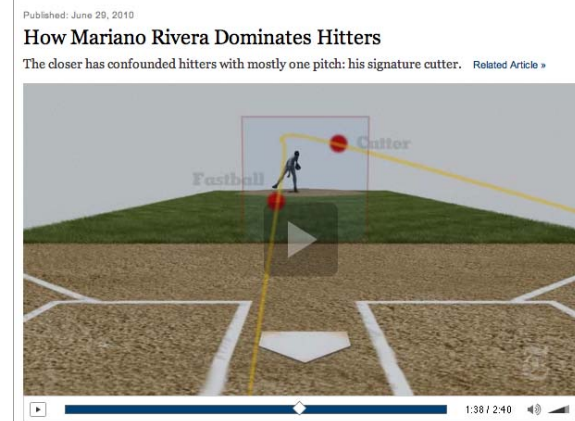 Published: June 29, 2010
How Mariano Rivera Dominates Hitters
The closer has confounded hitters with mostly one pitch: his signature cutter. Related Article »
Cutter
Fastball
1:38 / 2:40